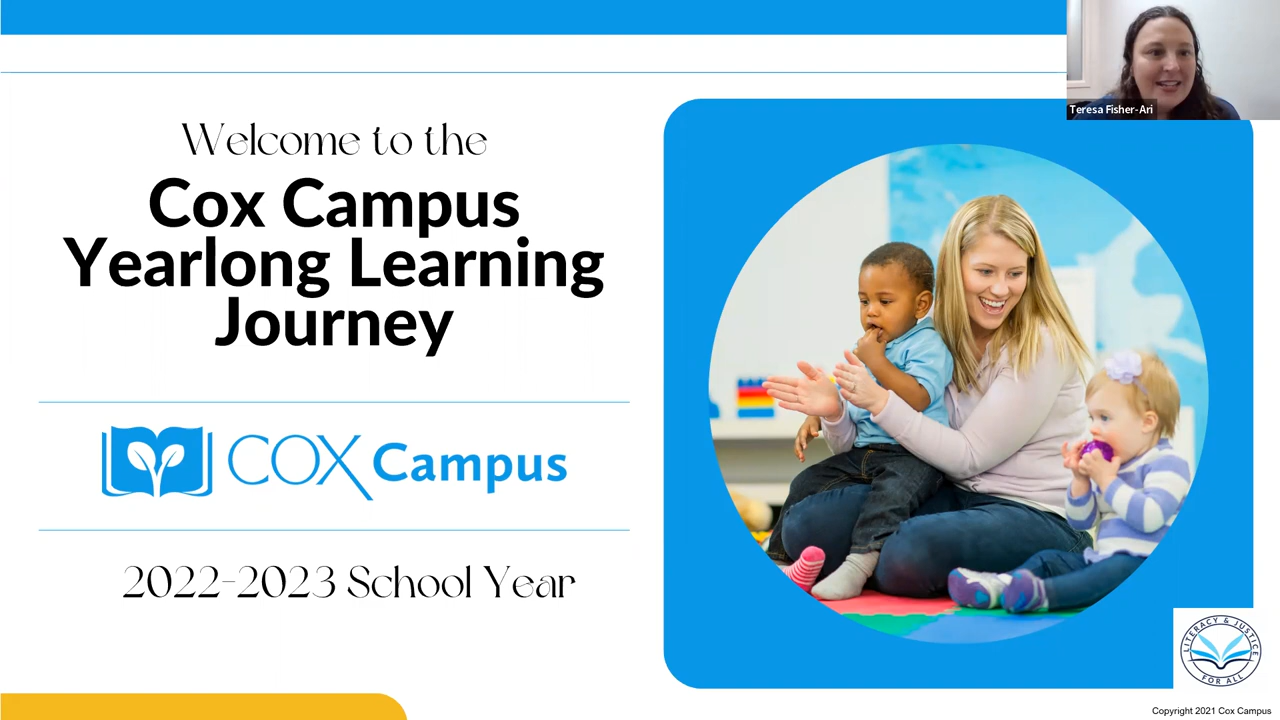 Teresa Fisher-Ari
Welcome to the
Cox Campus
Yearlong Learning
Journey
COX Campus
2022-2023 School Year
LITERACY & JUSTICE
FOR ALL
Copyright 2021 Cox Campus